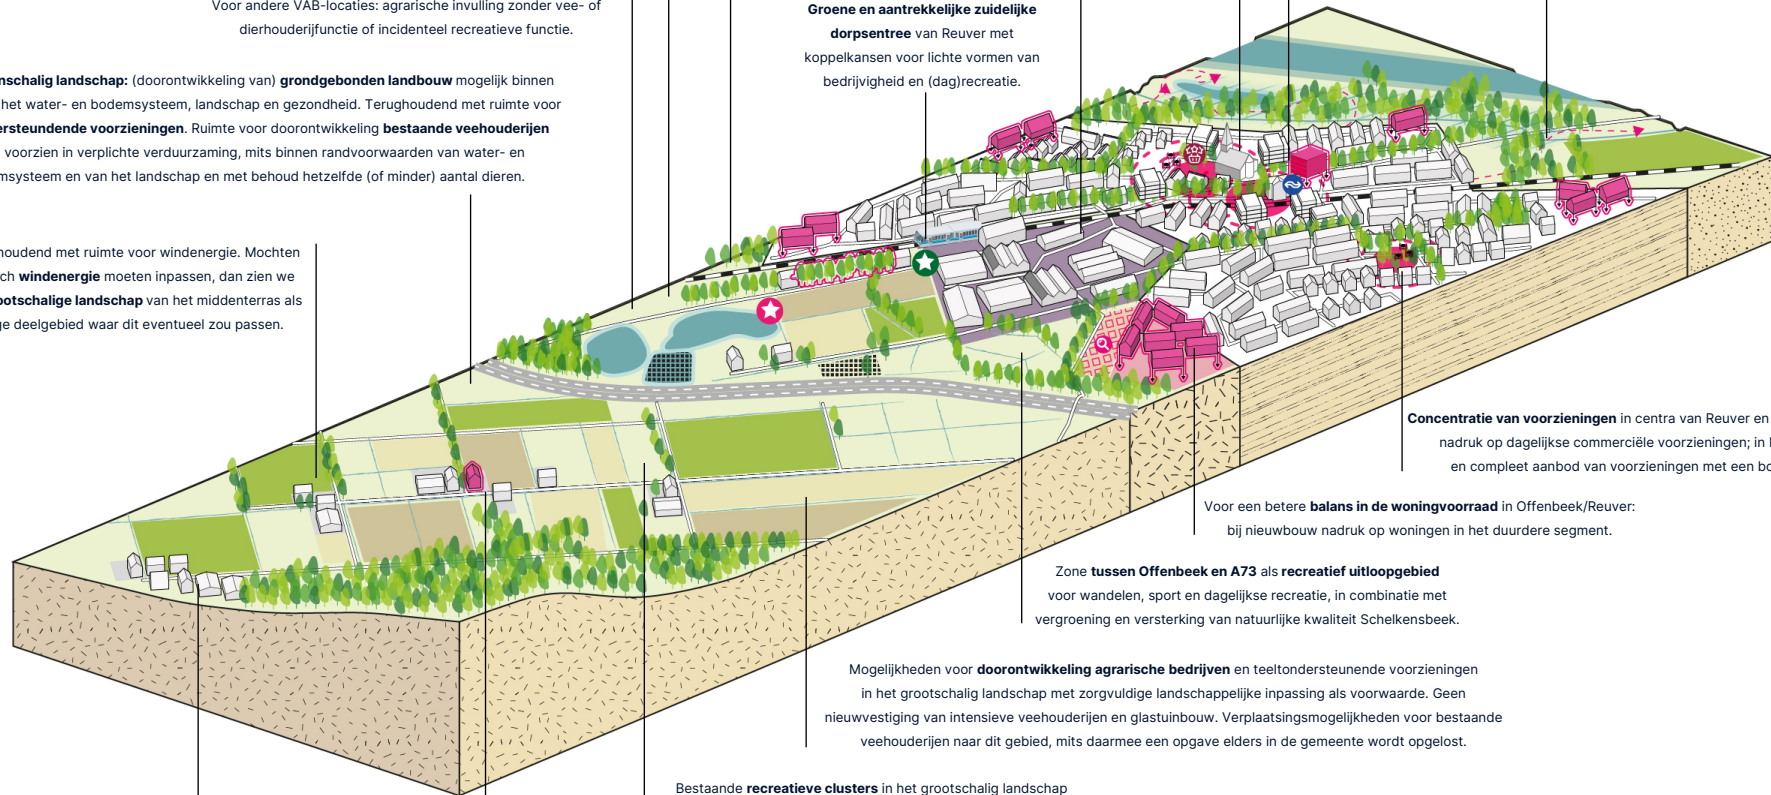 Voor andere VAB-locaties: agrarische invulling zonder vee- of
dierhouderijfunctie of incidenteel recreatieve functie.
Groene en aantrekkelijke zuidelijke
dorpsentree van Reuver met
koppelkansen voor lichte vormen van
bedrijvigheid en (dag)recreatie.
nschalig landschap: (doorontwikkeling van) grondgebonden landbouw mogelijk binnen
het water- en bodemsysteem, landschap en gezondheid. Terughoudend met ruimte voor
ersteundende voorzieningen. Ruimte voor doorontwikkeling bestaande veehouderijen
voorzien in verplichte verduurzaming, mits binnen randvoorwaarden van water- en
msysteem en van het landschap en met behoud hetzelfde (of minder) aantal dieren.
houdend met ruimte voor windenergie. Mochten
ch windenergie moeten inpassen, dan zien we
ootschalige landschap van het middenterras als
ge deelgebied waar dit eventueel zou passen.
Concentratie van voorzieningen in centra van Reuver en
nadruk op dagelijkse commerciële voorzieningen; in
en compleet aanbod van voorzieningen met een bo
Voor een betere balans in de woningvoorraad in Offenbeek/Reuver:
bij nieuwbouw nadruk op woningen in het duurdere segment.
Zone tussen Offenbeek en A73 als recreatief uitloopgebied
voor wandelen, sport en dagelijkse recreatie, in combinatie met
vergroening en versterking van natuurlijke kwaliteit Schelkensbeek.
Mogelijkheden voor doorontwikkeling agrarische bedrijven en teeltondersteunende voorzieningen
in het grootschalig landschap met zorgvuldige landschappelijke inpassing als voorwaarde. Geen
nieuwvestiging van intensieve veehouderijen en glastuinbouw. Verplaatsingsmogelijkheden voor bestaande
veehouderijen naar dit gebied, mits daarmee een opgave elders in de gemeente wordt opgelost.
Bestaande recreatieve clusters in het grootschalig landschap